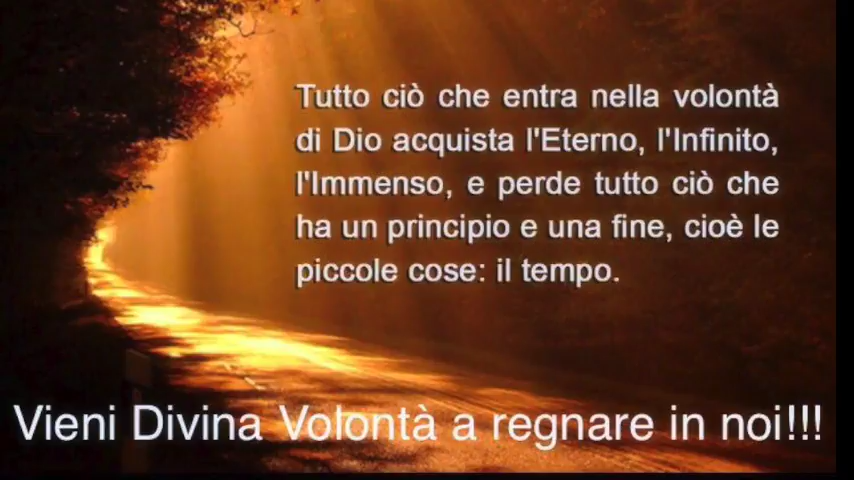 Tutto ciò che entra nella volontà
di Dio acquista l'Eterno, l'Infinito,
l'Immenso, e perde tutto ciò che
ha un principio e una fine, cioè le
piccole cose: il tempo.
Vieni Divina Volontà a regnare in noi!!!